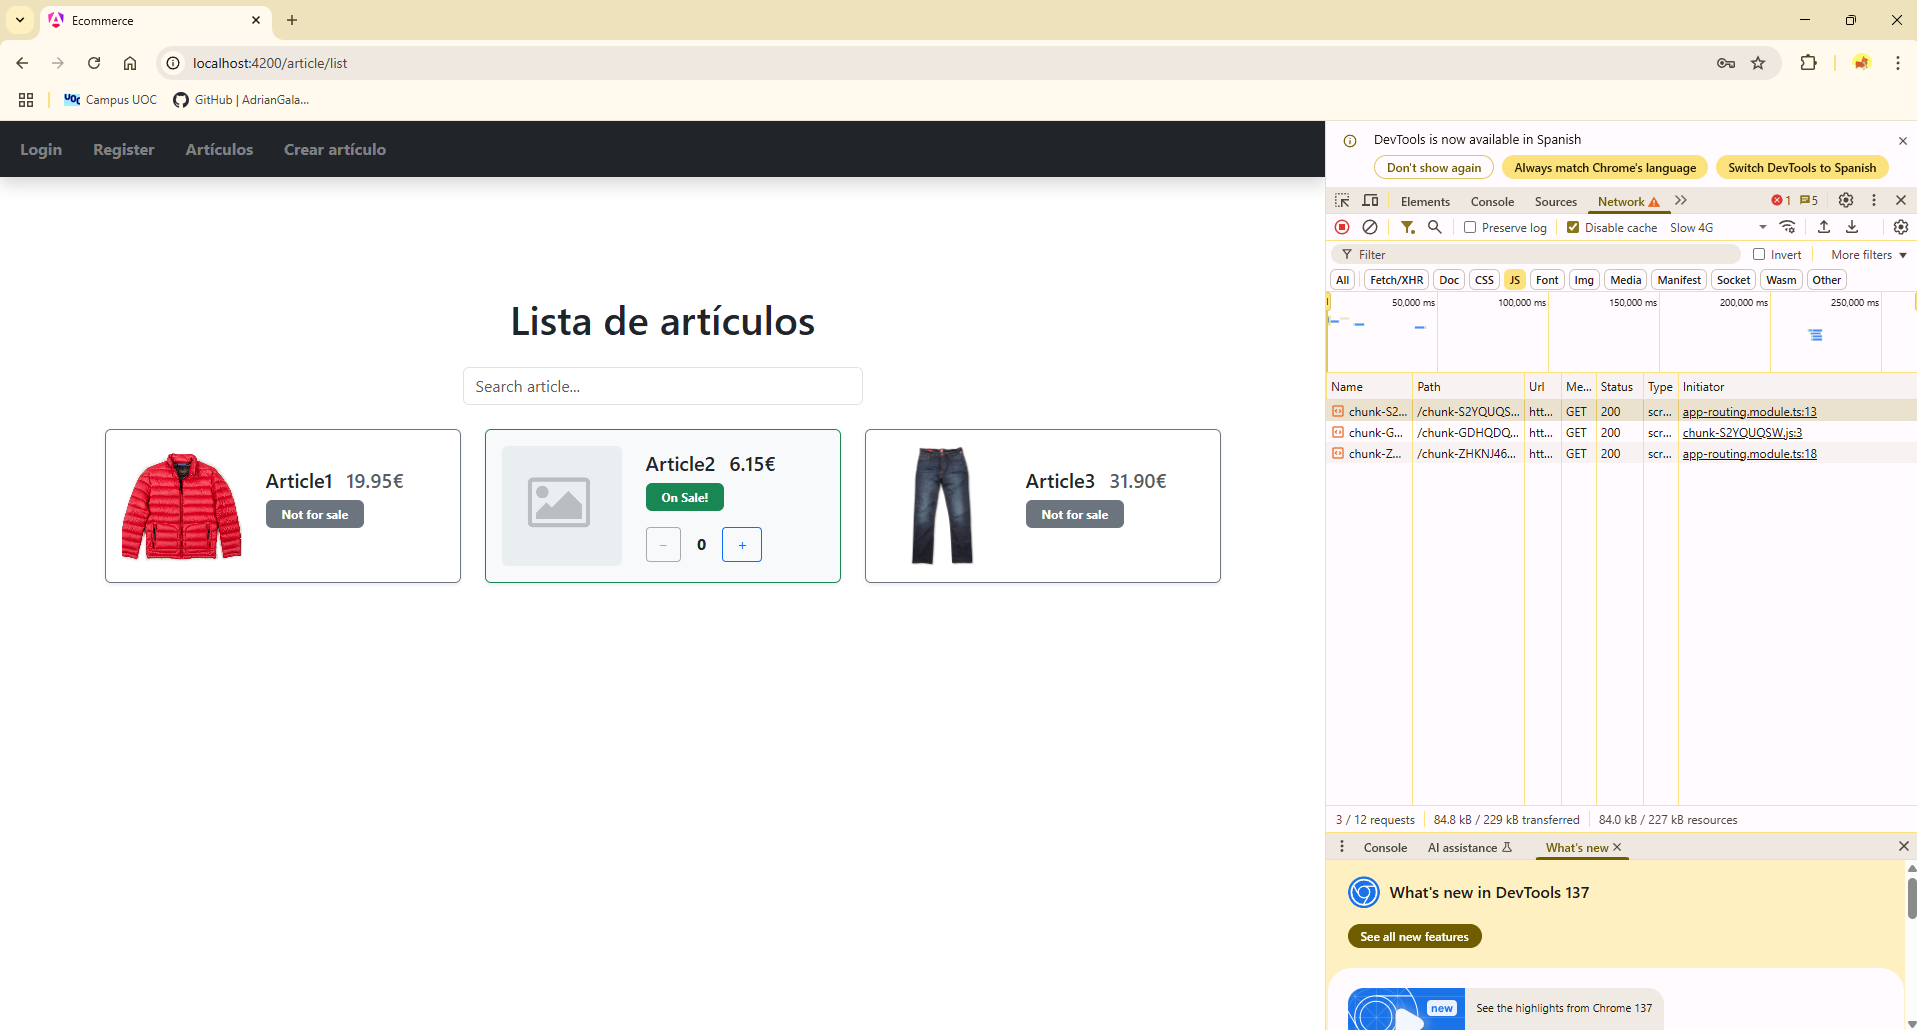 Ecommerce
localhost:4200/article/list
Campus UOC
GitHub | AdrianGala...
Login Register Artículos Crear artículo
Lista de artículos
Search article...
Article1 19.95€
Not for sale
Article2 6.15€
On Sale!
− 0 +
Article3 31.90€
Not for sale
DevTools is now available in Spanish
Don't show again Always match Chrome's language Switch DevTools to Spanish
Elements Console Sources Network 1 5
Preserve log Disable cache Slow 4G
Filter Invert More filters
All Fetch/XHR Doc CSS JS Font Img Media Manifest Socket Wasm Other
50,000 ms 100,000 ms 150,000 ms 200,000 ms 250,000 ms
Name Path Url Me... Status Type Initiator
chunk-S2... /chunk-S2YQUQS... htt... GET 200 scr... app-routing.module.ts:13
chunk-G... /chunk-GDHQDQ... htt... GET 200 scr... chunk-S2YQUQSW.js:3
chunk-Z... /chunk-ZHKNJ46... htt... GET 200 scr... app-routing.module.ts:18
3 / 12 requests 84.8 kB / 229 kB transferred 84.0 kB / 227 kB resources
Console AI assistance What's new
What's new in DevTools 137
See all new features
new
See the highlights from Chrome 137